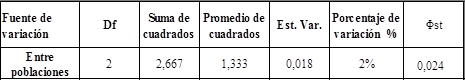 Fuente de variación Df Suma de cuadrados Promedio de cuadrados Est. Var. Porcentaje de variación % Φst
Entre poblaciones 2 2,667 1,333 0,018 2% 0,024